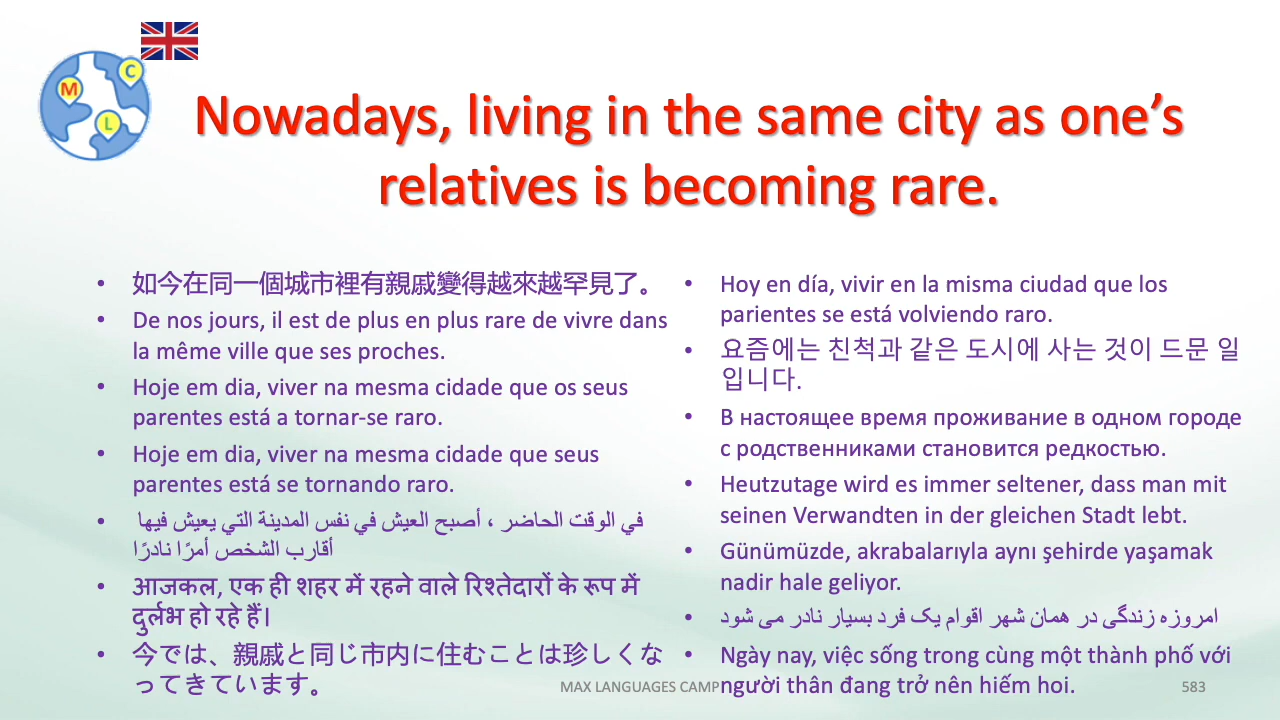 M
C
L
Nowadays, living in the same city as one’s
relatives is becoming rare.
• 如今在同一個城市裡有親戚變得越來越罕見了。
• De nos jours, il est de plus en plus rare de vivre dans
la même ville que ses proches.
• Hoje em dia, viver na mesma cidade que os seus
parentes está a tornar-se raro.
• Hoje em dia, viver na mesma cidade que seus
parentes está se tornando raro.
• في الوقت الحاضر ، أصبح العيش في نفس المدينة التي يعيش فيها
أقارب الشخص أمرًا نادرًا
• आजकल, एक ही शहर में रहने वाले रिश्तेदारों के रूप में
दुर्लभ हो रहे हैं।
• 今では、親戚と同じ市内に住むことは珍しくな
ってきています。
• Hoy en día, vivir en la misma ciudad que los
parientes se está volviendo raro.
• 요즘에는 친척과 같은 도시에 사는 것이 드문 일
입니다.
• В настоящее время проживание в одном городе
с родственниками становится редкостью.
• Heutzutage wird es immer seltener, dass man mit
seinen Verwandten in der gleichen Stadt lebt.
• Günümüzde, akrabalarıyla aynı şehirde yaşamak
nadir hale geliyor.
• امروزه زندگی در همان شهر اقوام یک فرد بسیار نادر می شود
• Ngày nay, việc sống trong cùng một thành phố với
người thân đang trở nên hiếm hoi.
MAX LANGUAGES CAMP
583